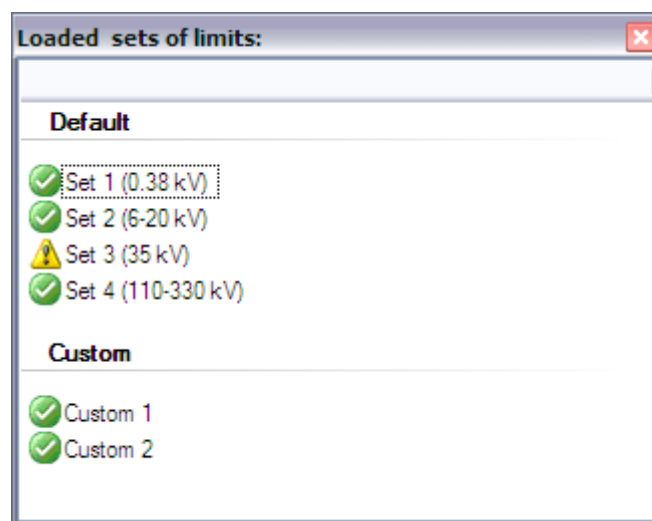 Loaded sets of limits:
Default
Set 1 (0.38 kV)
Set 2 (6-20 kV)
Set 3 (35 kV)
Set 4 (110-330 kV)
Custom
Custom 1
Custom 2